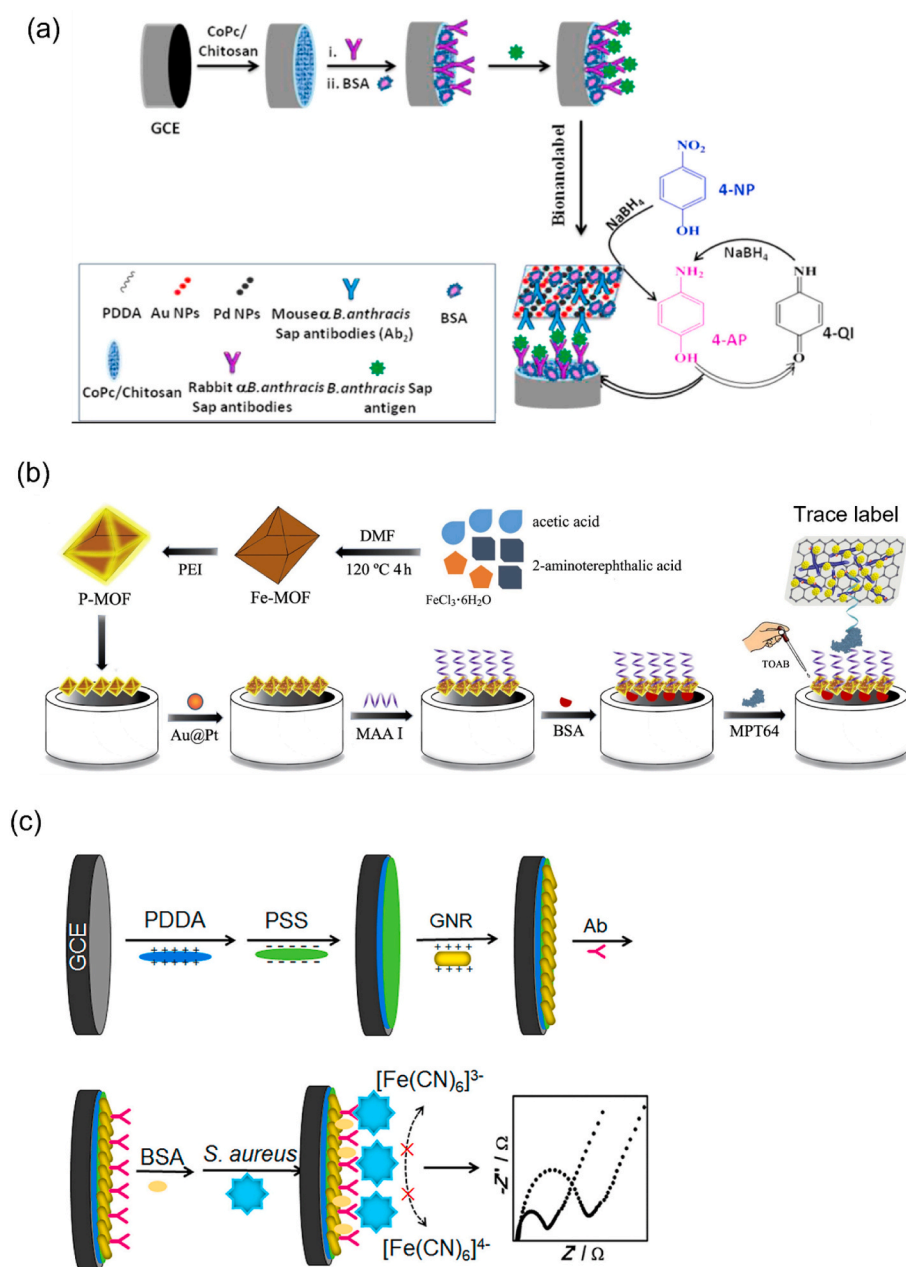 (a)
CoPc/
Chitosan
i.
ii. BSA
GCE
Bionanolabel
NO₂
4-NP
OH
NaBH₄
NH₂
NaBH₄
NH
4-AP
OH
4-QI
O
PDDA
Au NPs
Pd NPs
Mouse α B.anthracis
Sap antibodies (Ab₂)
BSA
CoPc/Chitosan
Rabbit αB.anthracis
Sap antibodies
B.anthracis Sap
antigen
(b)
P-MOF
PEI
Fe-MOF
DMF
120 ºC 4 h
acetic acid
2-aminoterephthalic acid
FeCl₃·6H₂O
Trace label
TOAB
Au@Pt
MAA I
BSA
MPT64
(c)
GCE
PDDA
+++++
+++++
PSS
- - - - -
- - - - -
GNR
++++
++++
Ab
BSA
S. aureus
[Fe(CN)₆]³⁻
[Fe(CN)₆]⁴⁻
-Z'' / Ω
Z' / Ω